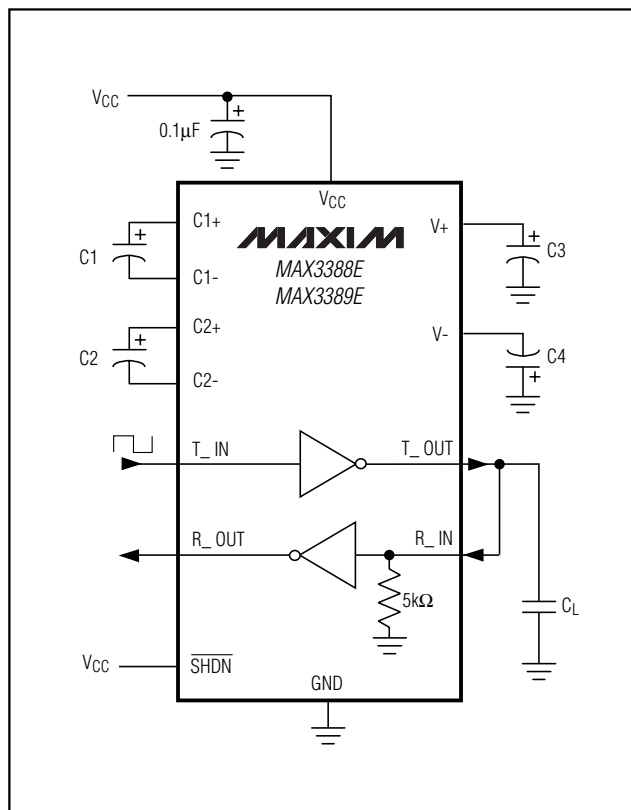 VCC
+
0.1µF
VCC
C1+
MAXIM
V+
+
C1
+
MAX3388E
C3
C1-
MAX3389E
C2+
V-
C2
+
C4
C2-
+
T_ IN
T_ OUT
R_ OUT
R_ IN
5kΩ
CL
VCC
SHDN
GND